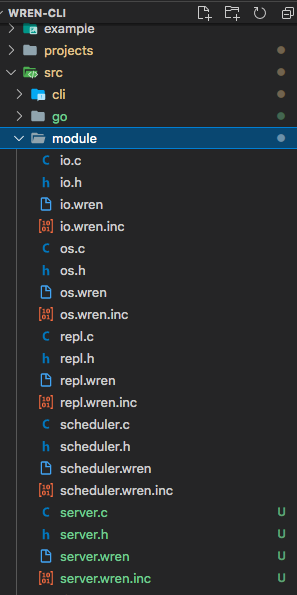 WREN-CLI
example
projects
src
cli
go
module
C io.c
h io.h
io.wren
io.wren.inc
C os.c
h os.h
os.wren
os.wren.inc
C repl.c
h repl.h
repl.wren
repl.wren.inc
C scheduler.c
h scheduler.h
scheduler.wren
scheduler.wren.inc
C server.c U
h server.h U
server.wren U
server.wren.inc U